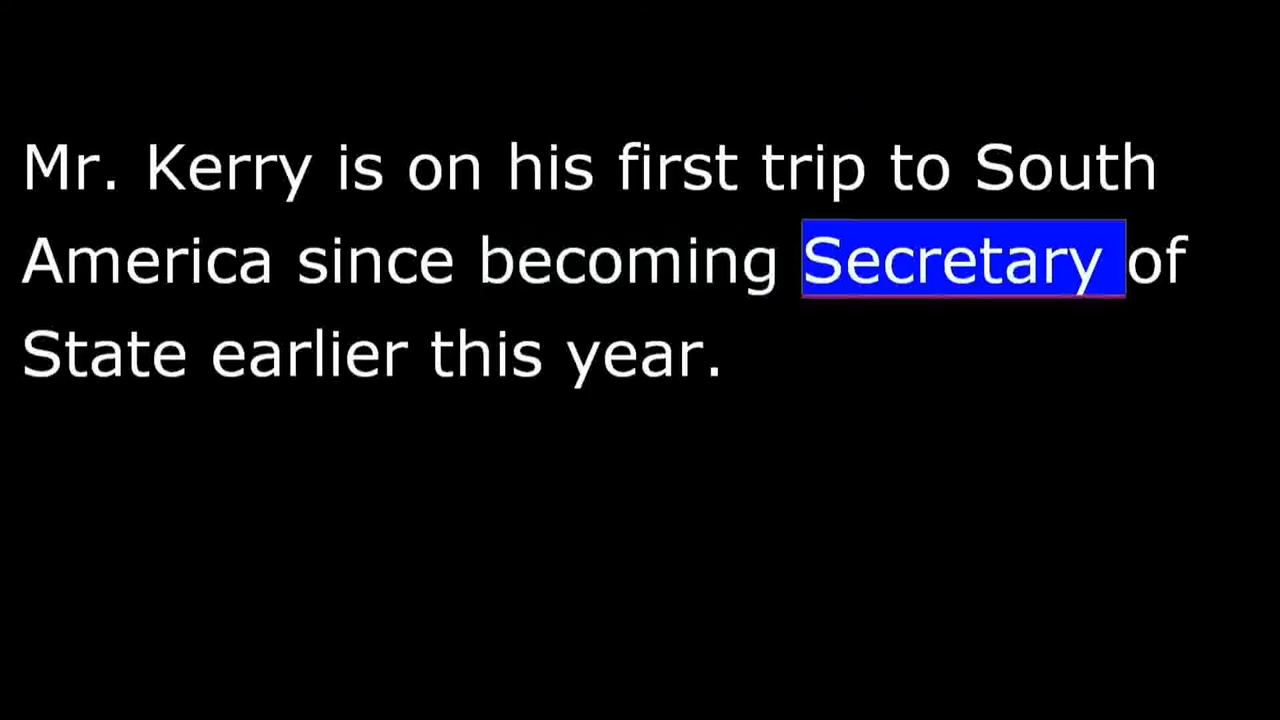 Mr. Kerry is on his first trip to South
America since becoming Secretary of
State earlier this year.